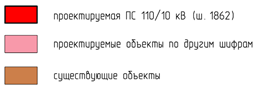 проектируемая ПС 110/10 кВ (ш. 1862)
проектируемые объекты по другим шифрам
существующие объекты